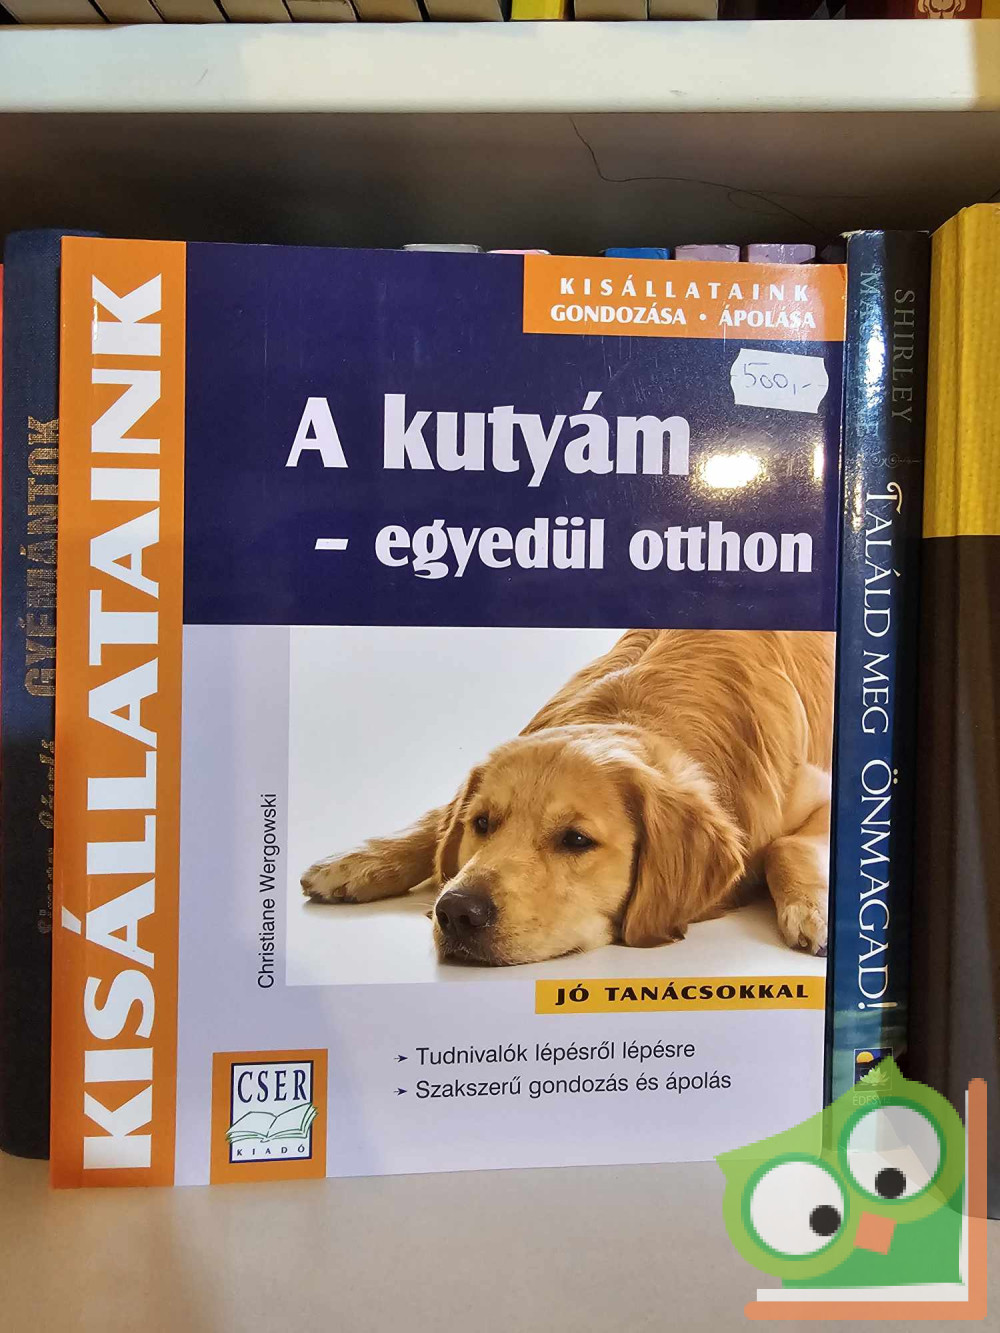 KISÁLLATAINK
KISÁLLATAINK
GONDOZÁSA • ÁPOLÁSA
500,-
A kutyám
- egyedül otthon
Christiane Wergowski
JÓ TANÁCSOKKAL
➤ Tudnivalók lépésről lépésre
➤ Szakszerű gondozás és ápolás
CSER
KIADÓ
GYÉMÁNTOK
SHIRLEY
TALÁLD MEG ÖNMAGAD!